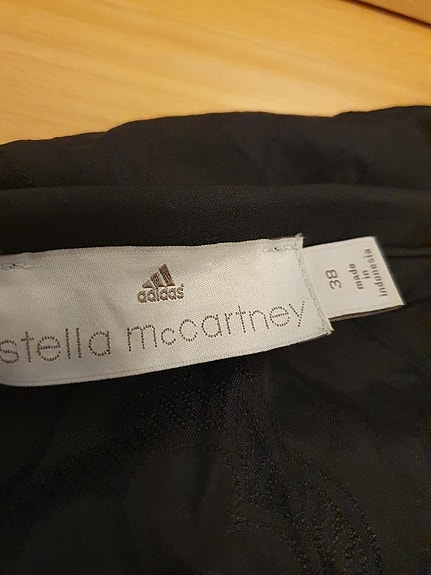 adidas
stella mccartney
38
made
in
indonesia